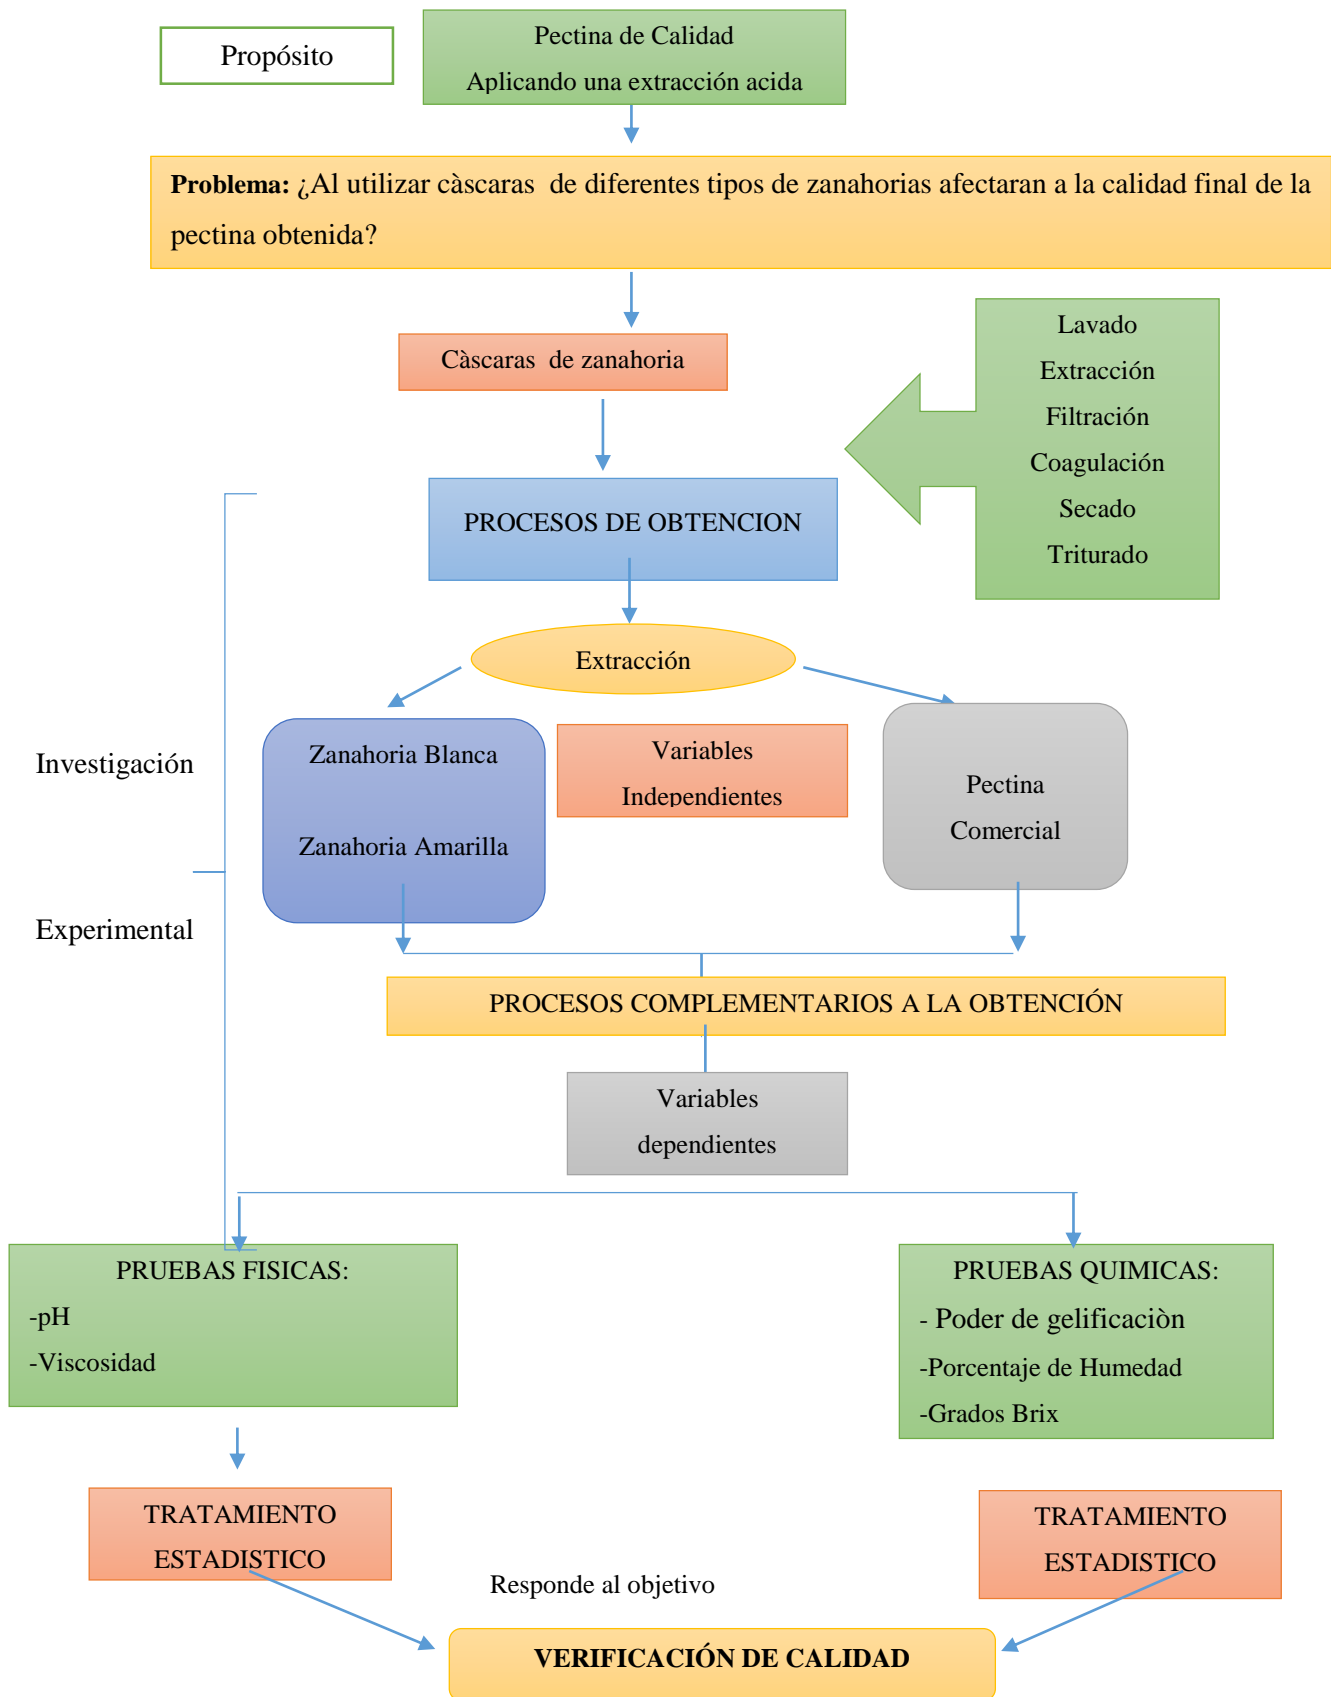 Propósito
Pectina de Calidad
Aplicando una extracción acida
Problema: ¿Al utilizar càscaras de diferentes tipos de zanahorias afectaran a la calidad final de la
pectina obtenida?
Càscaras de zanahoria
Lavado
Extracción
Filtración
Coagulación
Secado
Triturado
PROCESOS DE OBTENCION
Extracción
Investigación
Experimental
Zanahoria Blanca
Zanahoria Amarilla
Variables
Independientes
Pectina
Comercial
PROCESOS COMPLEMENTARIOS A LA OBTENCIÓN
Variables
dependientes
PRUEBAS FISICAS:
-pH
-Viscosidad
PRUEBAS QUIMICAS:
- Poder de gelificaciòn
-Porcentaje de Humedad
-Grados Brix
TRATAMIENTO
ESTADISTICO
TRATAMIENTO
ESTADISTICO
Responde al objetivo
VERIFICACIÓN DE CALIDAD